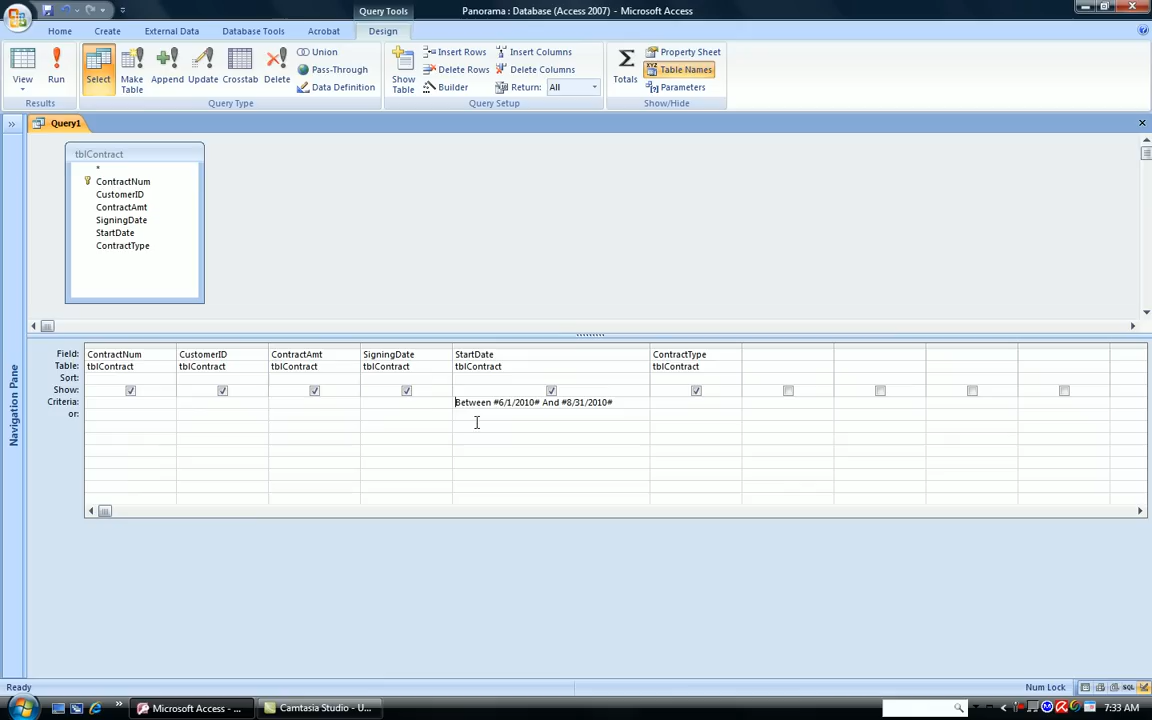 Query Tools
Panorama : Database (Access 2007) - Microsoft Access
Home Create External Data Database Tools Acrobat Design
View Run
Select Make Table Append Update Crosstab Delete
Union
Pass-Through
Data Definition
Show Table
Insert Rows
Delete Rows
Builder
Insert Columns
Delete Columns
Return: All
Totals
Property Sheet
Table Names
Parameters
Results Query Type Query Setup Show/Hide
Query1
tblContract
*
ContractNum
CustomerID
ContractAmt
SigningDate
StartDate
ContractType
Navigation Pane
Field: ContractNum CustomerID ContractAmt SigningDate StartDate ContractType
Table: tblContract tblContract tblContract tblContract tblContract tblContract
Sort:
Show:
Criteria: Between #6/1/2010# And #8/31/2010#
or:
Ready Num Lock SQL
Microsoft Access - ... Camtasia Studio - U... 7:33 AM